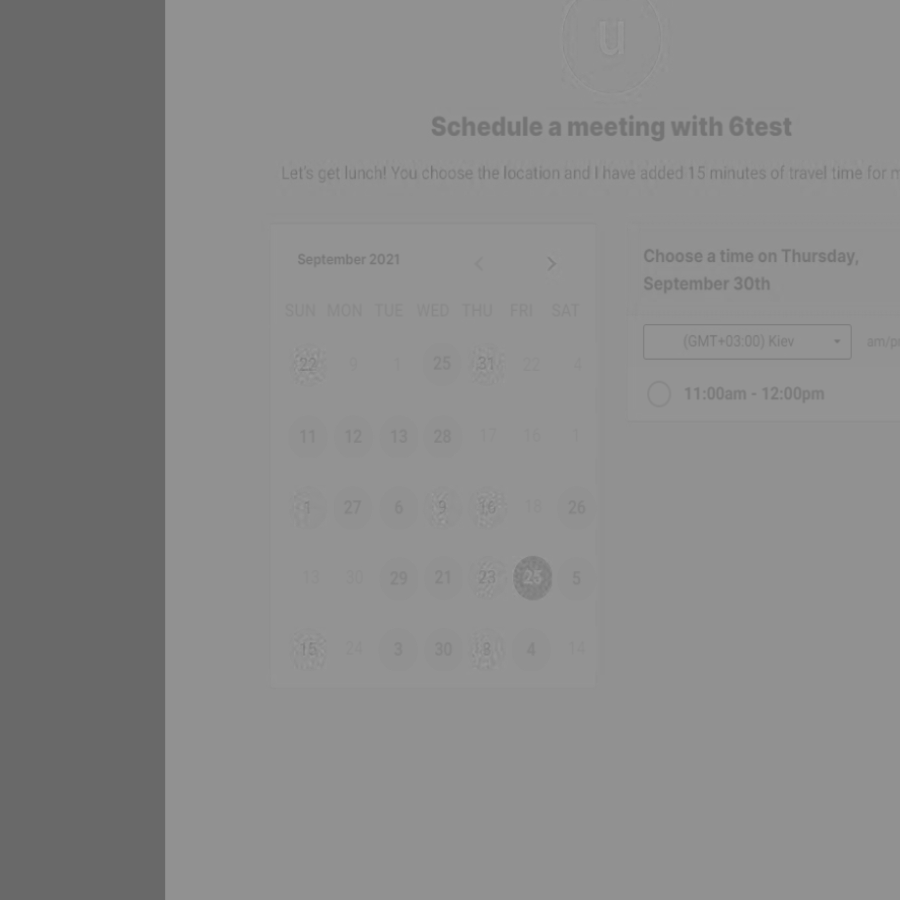 u
Schedule a meeting with 6test
Let's get lunch! You choose the location and I have added 15 minutes of travel time for
September 2021
SUN MON TUE WED THU FRI SAT
22 9 1 25 31 22 4
11 12 13 28 17 16 1
1 27 6 9 10 18 26
13 30 29 21 23 25 5
15 24 3 30 8 4 14
Choose a time on Thursday,
September 30th
(GMT+03:00) Kiev am/p
11:00am - 12:00pm